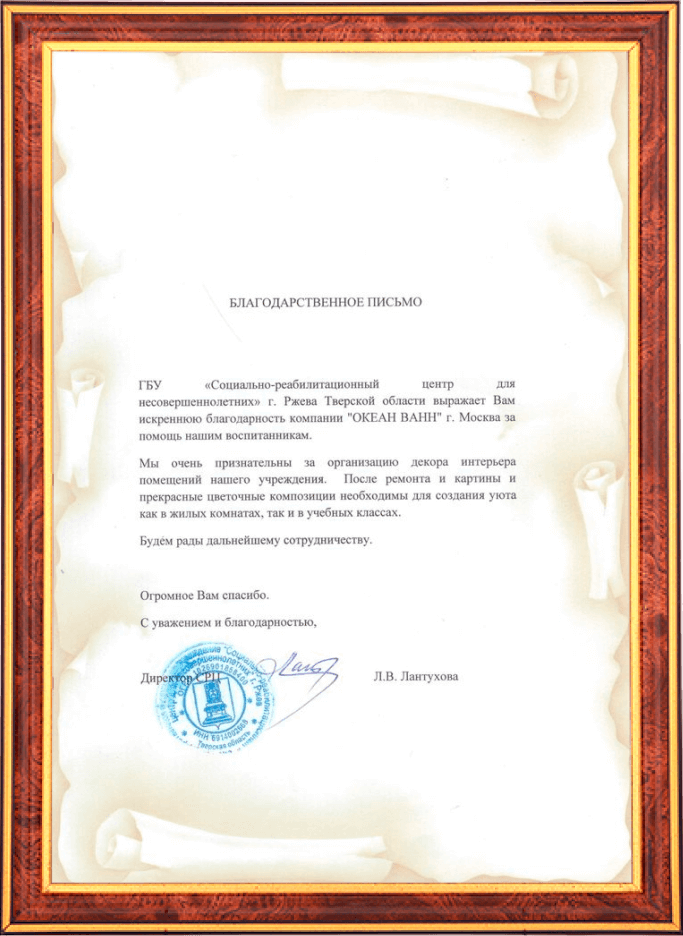 БЛАГОДАРСТВЕННОЕ ПИСЬМО
ГБУ «Социально-реабилитационный центр для
несовершеннолетних» г. Ржева Тверской области выражает Вам
искреннюю благодарность компании "ОКЕАН ВАНН" г. Москва за
помощь нашим воспитанникам.
Мы очень признательны за организацию декора интерьера
помещений нашего учреждения. После ремонта и картины и
прекрасные цветочные композиции необходимы для создания уюта
как в жилых комнатах, так и в учебных классах.
Будем рады дальнейшему сотрудничеству.
Огромное Вам спасибо.
С уважением и благодарностью,
Директор СРЦ Л.В. Лантухова
г. Ржев
ИНН 6914002668
Тверская область